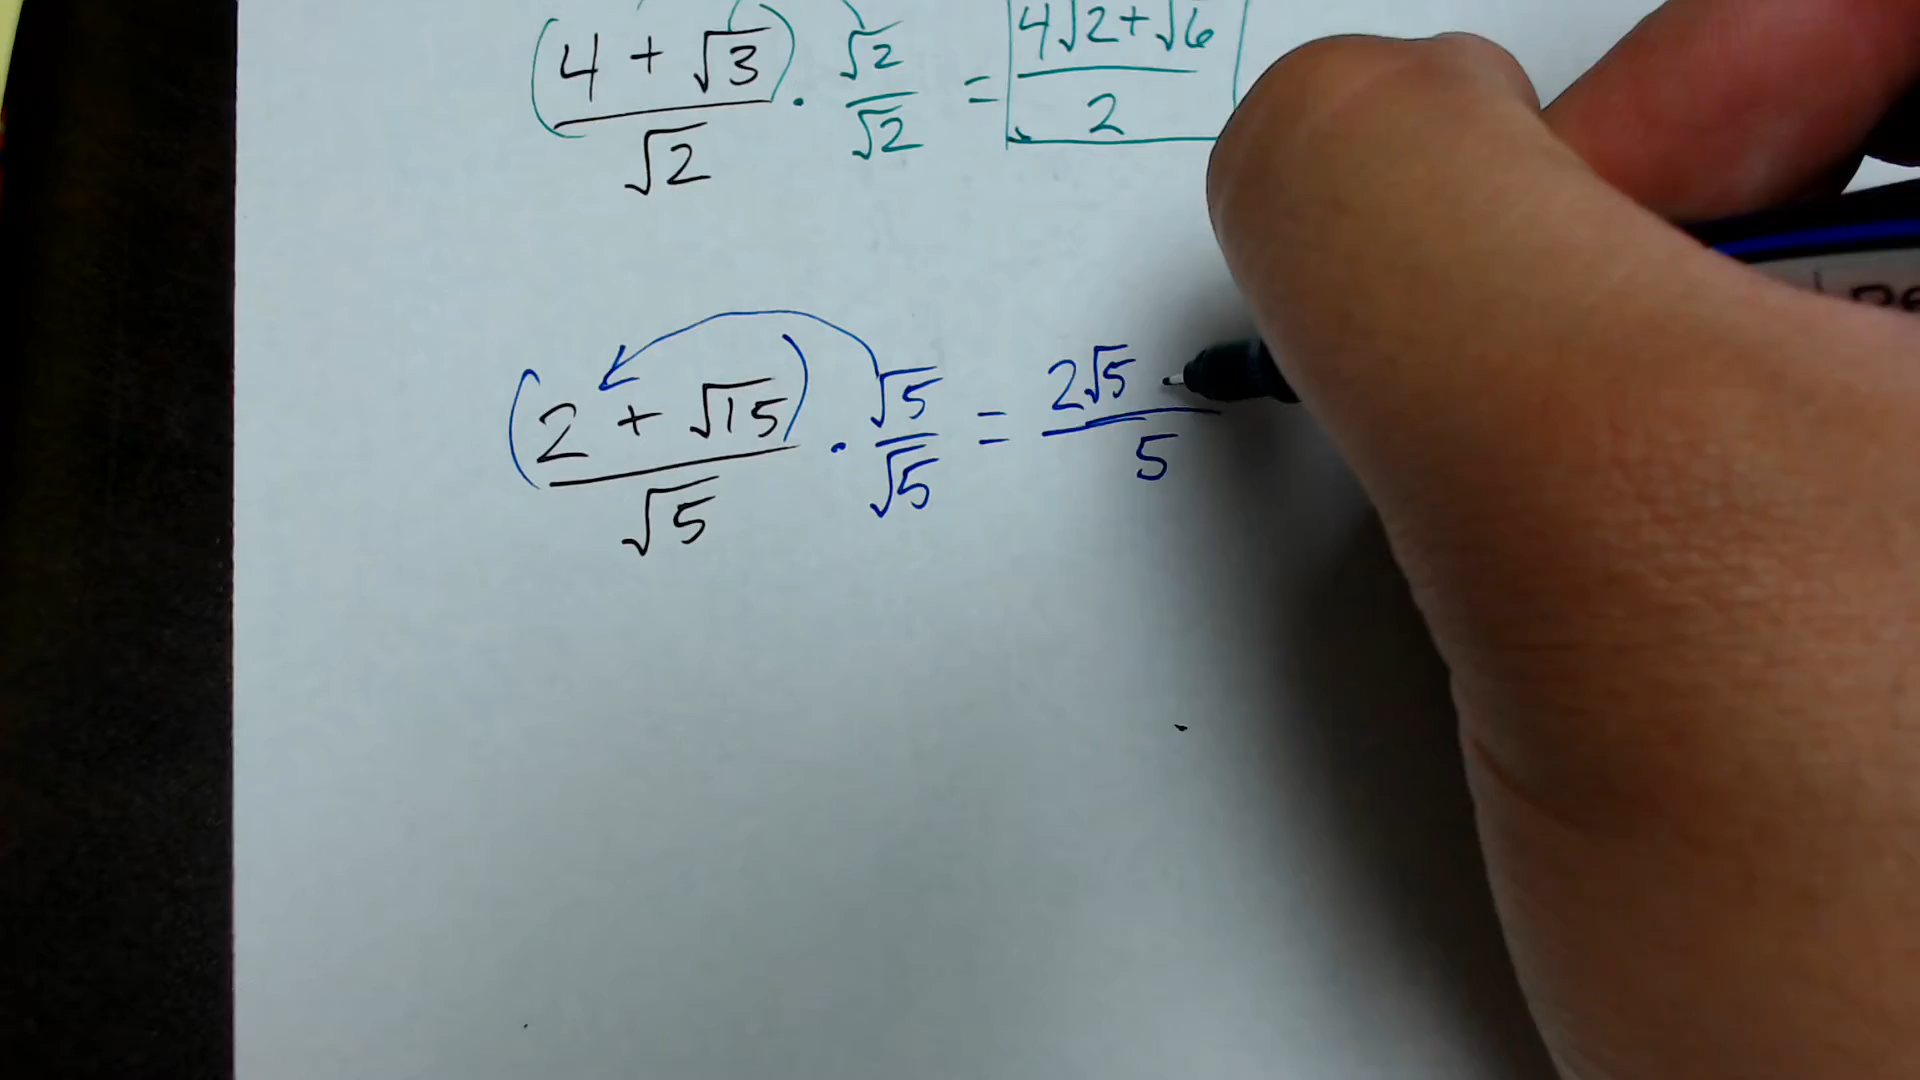 (4 + √3)/√2 · √2/√2 = (4√2+√6)/2
(2 + √15)/√5 · √5/√5 = 2√5/5